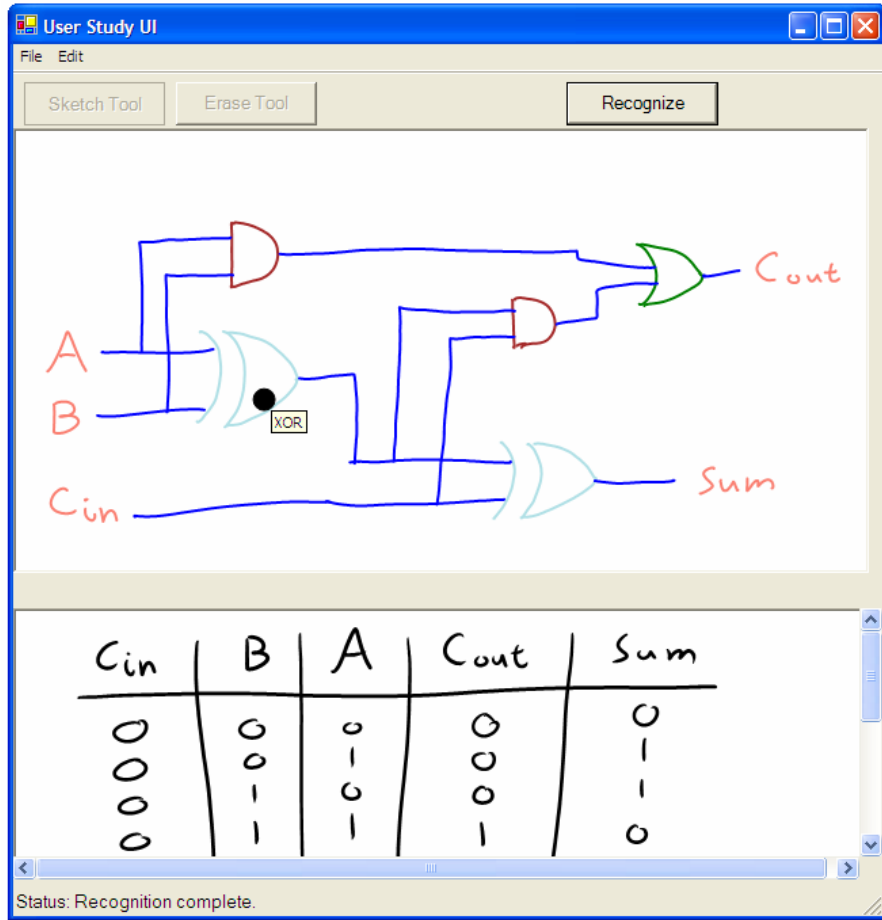 User Study UI
File Edit
Sketch Tool Erase Tool Recognize
Cout
A
XOR
B
Sum
Cin
Cin B A Cout Sum
0 0 0 0 0
0 0 1 0 1
0 1 0 0 1
0 1 1 1 0
Status: Recognition complete.